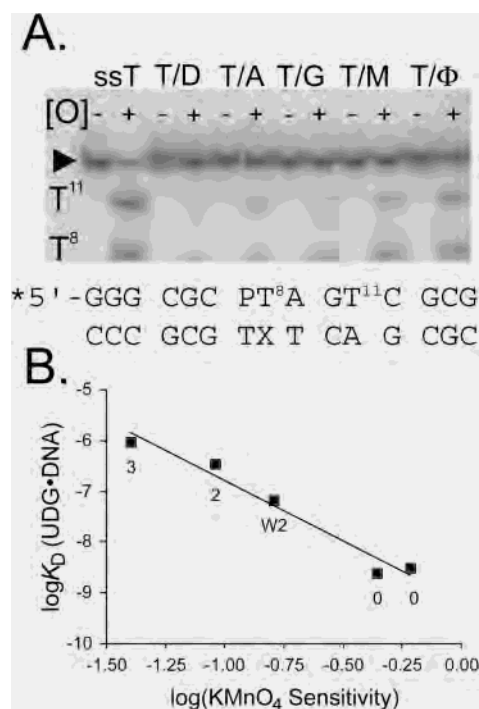 A.
ssT T/D T/A T/G T/M T/Φ
[O] - + - + - + - + - + - +
T¹¹
T⁸
*5'-GGG CGC PT⁸A GT¹¹C GCG
CCC GCG TX T CA G CGC
B.
-5
-6
-7
-8
-9
-10
logK_D (UDG•DNA)
3
2
W2
0
0
-1.50 -1.25 -1.00 -0.75 -0.50 -0.25 0.00
log(KMnO₄ Sensitivity)